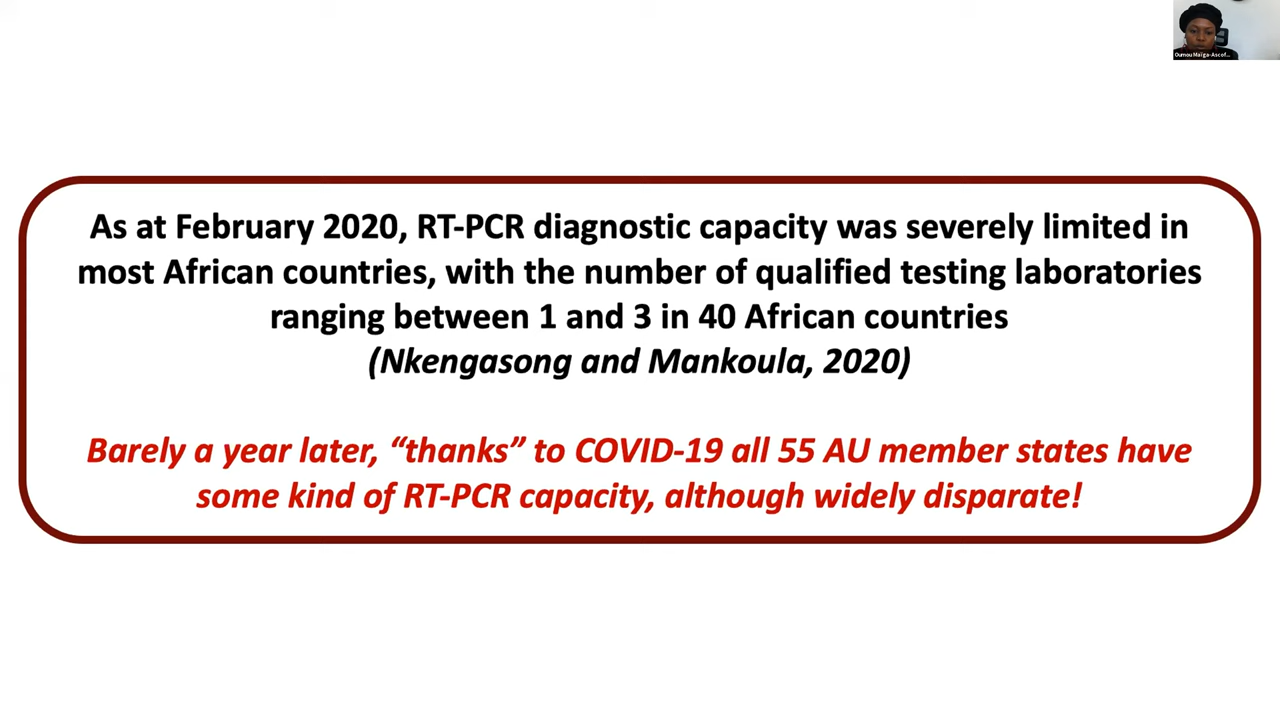 Oumou Maïga-Ascof...
As at February 2020, RT-PCR diagnostic capacity was severely limited in
most African countries, with the number of qualified testing laboratories
ranging between 1 and 3 in 40 African countries
(Nkengasong and Mankoula, 2020)
Barely a year later, “thanks” to COVID-19 all 55 AU member states have
some kind of RT-PCR capacity, although widely disparate!